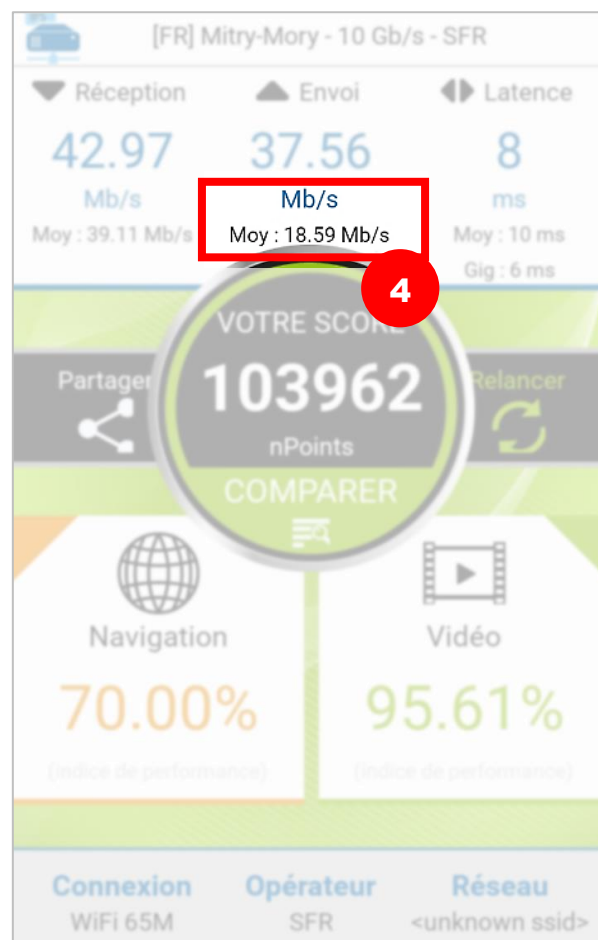 [FR] Mitry-Mory - 10 Gb/s - SFR
Réception Envoi Latence
42.97 37.56 8
Mb/s Mb/s ms
Moy : 39.11 Mb/s Moy : 18.59 Mb/s Moy : 10 ms
Gig : 6 ms
4
VOTRE SCORE
Partager 103962 Relancer
nPoints
COMPARER
Navigation Vidéo
70.00% 95.61%
(indice de performance) (indice de performance)
Connexion Opérateur Réseau
WiFi 65M SFR <unknown ssid>